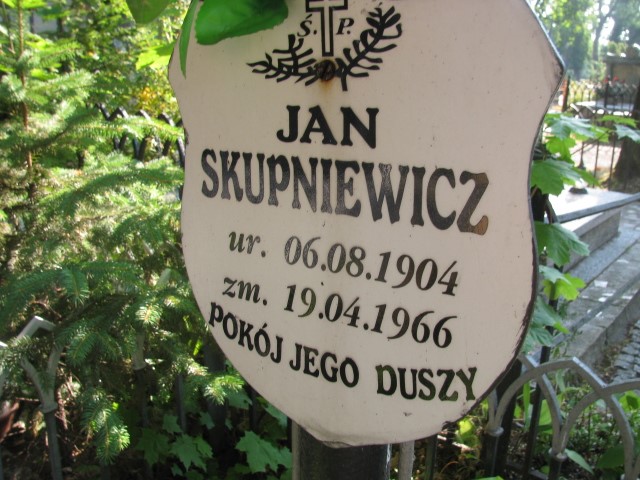 Ś. P.
JAN
SKUPNIEWICZ
ur. 06.08.1904
zm. 19.04.1966
POKÓJ JEGO DUSZY